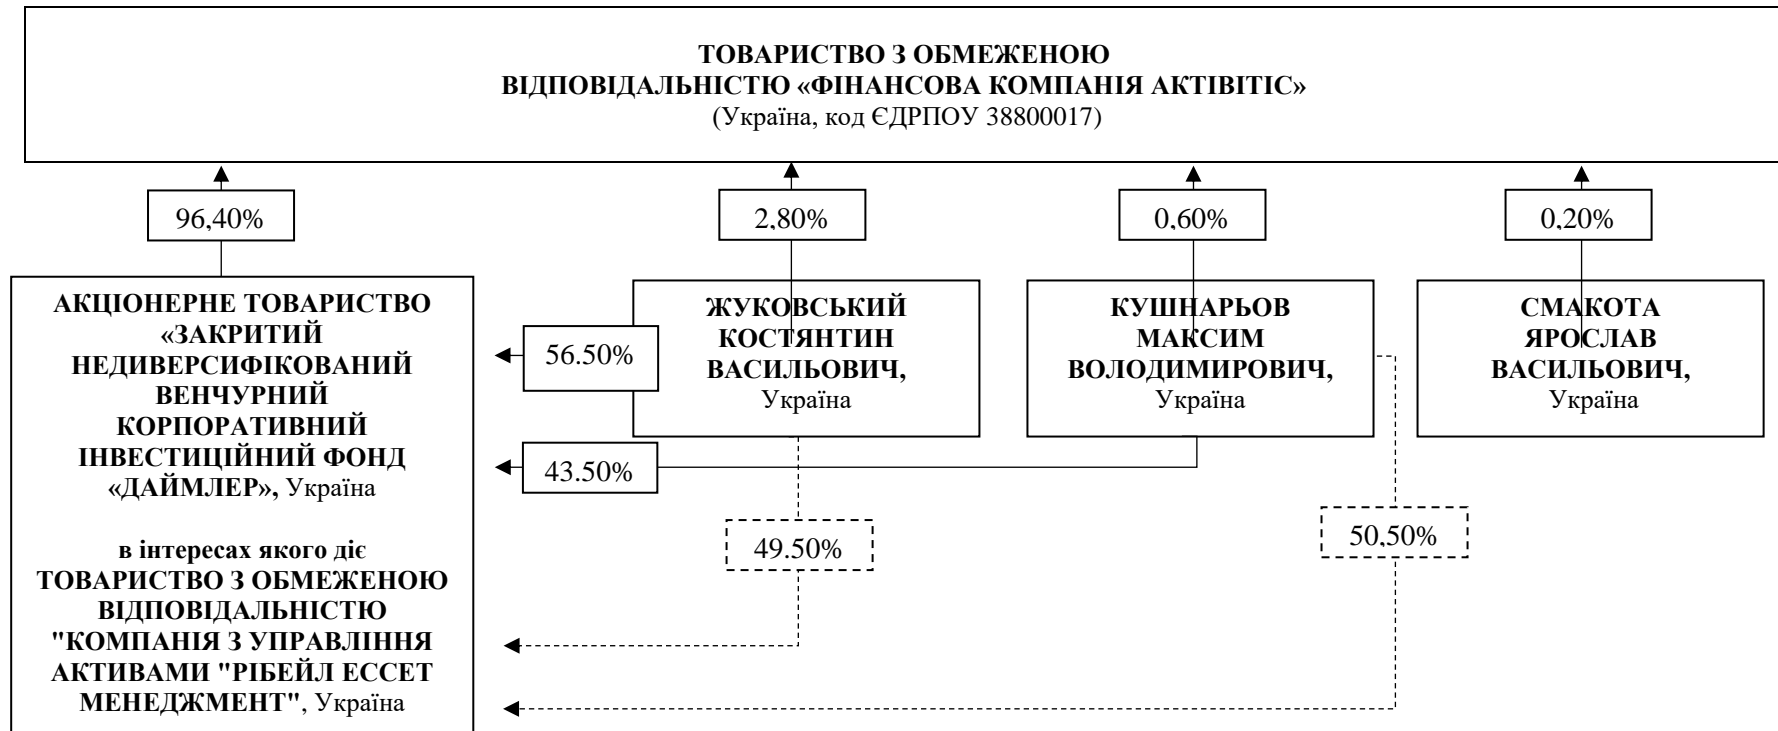 ТОВАРИСТВО З ОБМЕЖЕНОЮ
ВІДПОВІДАЛЬНІСТЮ «ФІНАНСОВА КОМПАНІЯ АКТІВІТІС»
(Україна, код ЄДРПОУ 38800017)
96,40%
2,80%
0,60%
0,20%
АКЦІОНЕРНЕ ТОВАРИСТВО
«ЗАКРИТИЙ
НЕДИВЕРСИФІКОВАНИЙ
ВЕНЧУРНИЙ
КОРПОРАТИВНИЙ
ІНВЕСТИЦІЙНИЙ ФОНД
«ДАЙМЛЕР», Україна
в інтересах якого діє
ТОВАРИСТВО З ОБМЕЖЕНОЮ
ВІДПОВІДАЛЬНІСТЮ
"КОМПАНІЯ З УПРАВЛІННЯ
АКТИВАМИ "РІБЕЙЛ ЕССЕТ
МЕНЕДЖМЕНТ", Україна
56.50%
43.50%
ЖУКОВСЬКИЙ
КОСТЯНТИН
ВАСИЛЬОВИЧ,
Україна
КУШНАРЬОВ
МАКСИМ
ВОЛОДИМИРОВИЧ,
Україна
СМАКОТА
ЯРОСЛАВ
ВАСИЛЬОВИЧ,
Україна
49.50%
50,50%